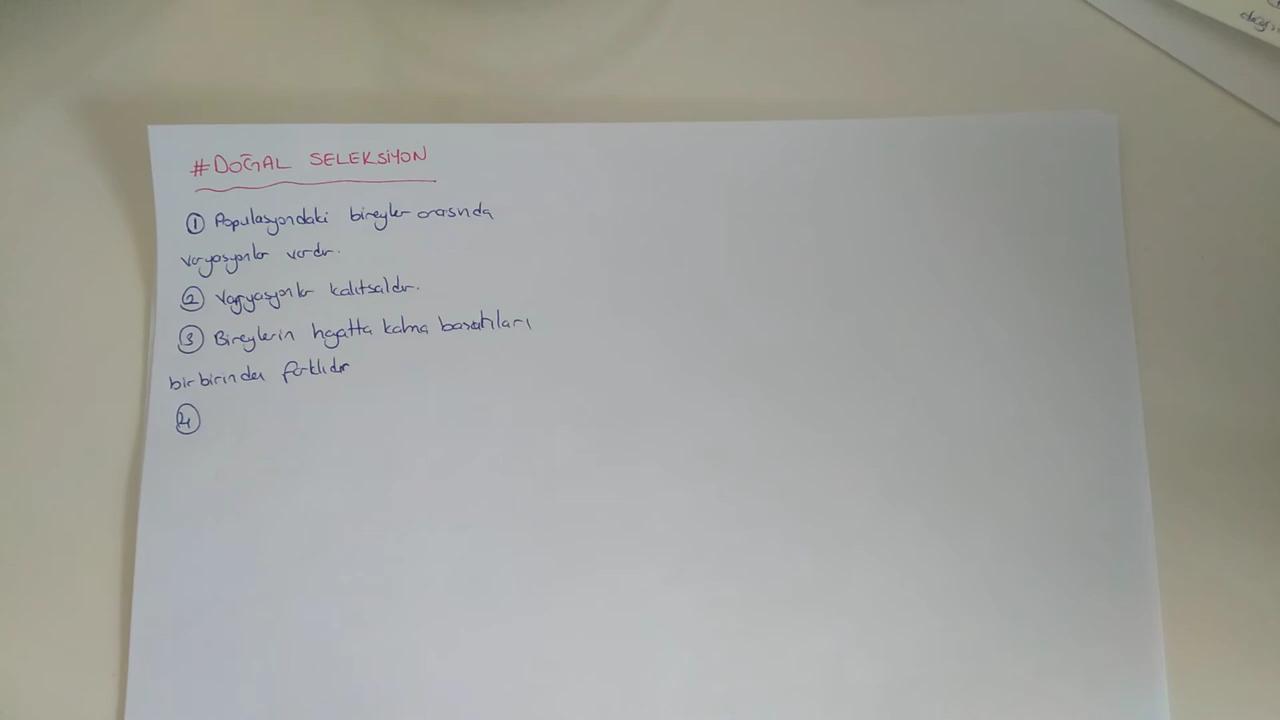 #DOĞAL SELEKSİYON
① Populasyondaki bireyler arasında
varyasyonlar vardır.
② Varyasyonlar kalıtsaldır.
③ Bireylerin hayatta kalma başarıları
birbirinden farklıdır
④